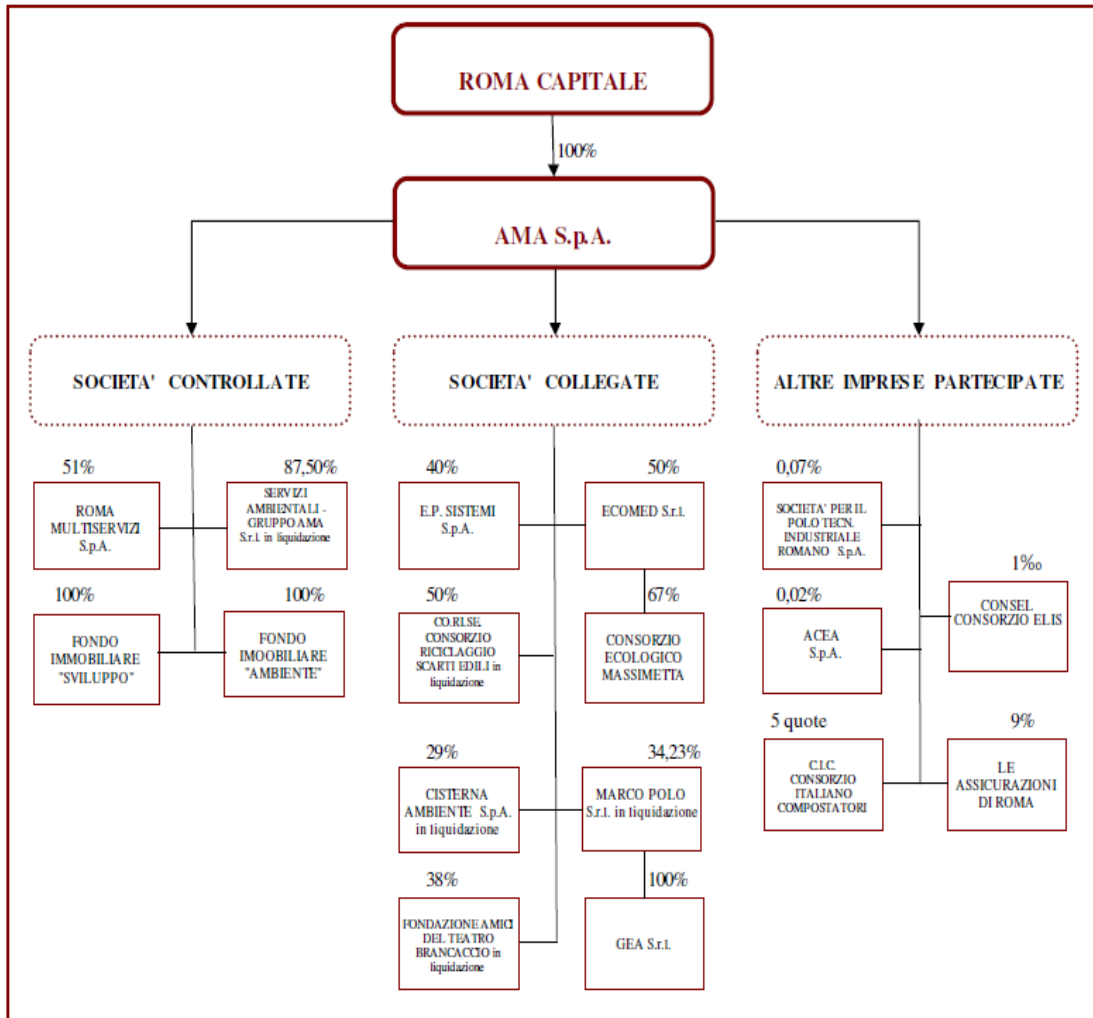 ROMA CAPITALE
100%
AMA S.p.A.
SOCIETA' CONTROLLATE
SOCIETA' COLLEGATE
ALTRE IMPRESE PARTECIPATE
51%
ROMA
MULTISERVIZI
S.p.A.
87,50%
SERVIZI
AMBIENTALI -
GRUPPO AMA
S.r.l. in liquidazione
100%
FONDO
IMMOBILIARE
"SVILUPPO"
100%
FONDO
IMOOBILIARE
"AMBIENTE"
40%
E.P. SISTEMI
S.p.A.
50%
ECOMED S.r.l.
50%
CO.RI.SE.
CONSORZIO
RICICLAGGIO
SCARTI EDILI in
liquidazione
67%
CONSORZIO
ECOLOGICO
MASSIMETTA
29%
CISTERNA
AMBIENTE S.p.A.
in liquidazione
34,23%
MARCO POLO
S.r.l. in liquidazione
38%
FONDAZIONE AMICI
DEL TEATRO
BRANCACCIO in
liquidazione
100%
GEA S.r.l.
0,07%
SOCIETA' PER IL
POLO TECN.
INDUSTRIALE
ROMANO S.p.A.
1‰
CONSEL
CONSORZIO ELIS
0,02%
ACEA
S.p.A.
5 quote
C.I.C.
CONSORZIO
ITALIANO
COMPOSTATORI
9%
LE
ASSICURAZIONI
DI ROMA